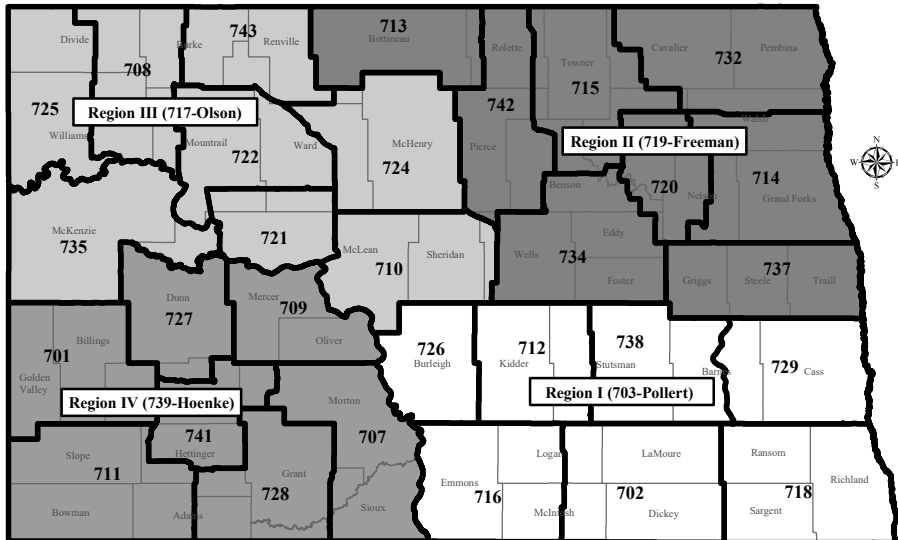 743
713
Divide
Burke
Renville
Bottineau
Rolette
Towner
Cavalier
Pembina
732
708
715
725
742
Region III (717-Olson)
Walsh
Williams
Mountrail
Ward
McHenry
Pierce
Region II (719-Freeman)
722
724
N
W
E
S
Benson
720
Nelson
714
Grand Forks
McKenzie
735
721
McLean
Sheridan
710
Wells
Eddy
734
Foster
Griggs
Steele
737
Traill
Dunn
727
Mercer
709
Oliver
701
Billings
Golden
Valley
726
Burleigh
712
Kidder
738
Stutsman
Barnes
729
Cass
Region IV (739-Hoenke)
Region I (703-Pollert)
Morton
707
741
Hettinger
Slope
711
Grant
728
Sioux
Bowman
Adams
Emmons
716
Logan
McIntosh
LaMoure
702
Dickey
Ransom
718
Sargent
Richland